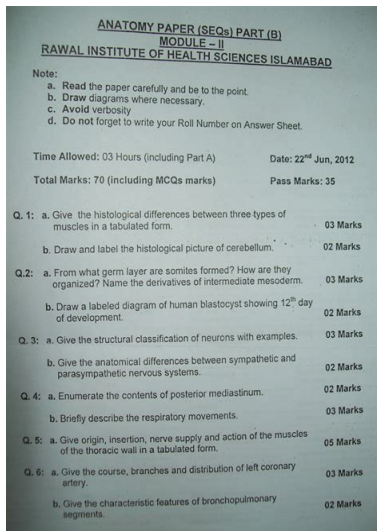 ANATOMY PAPER (SEQs) PART (B)
MODULE – II
RAWAL INSTITUTE OF HEALTH SCIENCES ISLAMABAD
Note:
a. Read the paper carefully and be to the point.
b. Draw diagrams where necessary.
c. Avoid verbosity
d. Do not forget to write your Roll Number on Answer Sheet.
Time Allowed: 03 Hours (including Part A) Date: 22nd Jun, 2012
Total Marks: 70 (including MCQs marks) Pass Marks: 35
Q. 1: a. Give the histological differences between three types of
muscles in a tabulated form. 03 Marks
b. Draw and label the histological picture of cerebellum. 02 Marks
Q.2: a. From what germ layer are somites formed? How are they
organized? Name the derivatives of intermediate mesoderm. 03 Marks
b. Draw a labeled diagram of human blastocyst showing 12th day
of development. 02 Marks
Q. 3: a. Give the structural classification of neurons with examples. 03 Marks
b. Give the anatomical differences between sympathetic and
parasympathetic nervous systems. 02 Marks
Q. 4: a. Enumerate the contents of posterior mediastinum. 02 Marks
b. Briefly describe the respiratory movements. 03 Marks
Q. 5: a. Give origin, insertion, nerve supply and action of the muscles
of the thoracic wall in a tabulated form. 05 Marks
Q. 6: a. Give the course, branches and distribution of left coronary
artery. 03 Marks
b. Give the characteristic features of bronchopulmonary
segments. 02 Marks